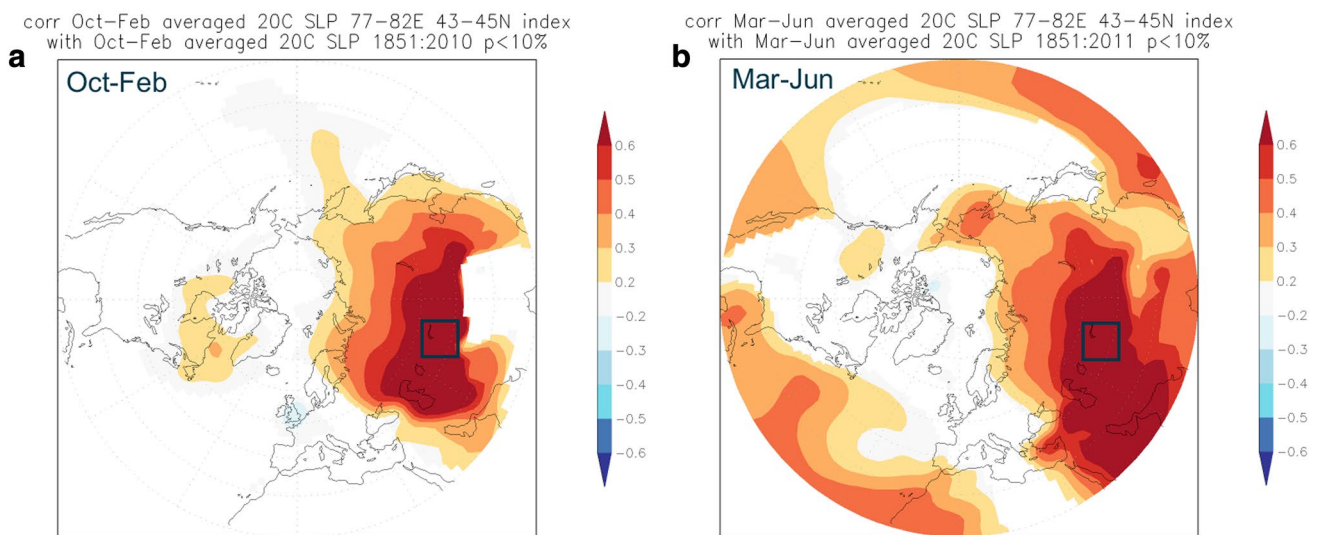 corr Oct-Feb averaged 20C SLP 77-82E 43-45N index
with Oct-Feb averaged 20C SLP 1851:2010 p<10%
a
Oct-Feb
0.6
0.5
0.4
0.3
0.2
-0.2
-0.3
-0.4
-0.5
-0.6
corr Mar-Jun averaged 20C SLP 77-82E 43-45N index
with Mar-Jun averaged 20C SLP 1851:2011 p<10%
b
Mar-Jun
0.6
0.5
0.4
0.3
0.2
-0.2
-0.3
-0.4
-0.5
-0.6